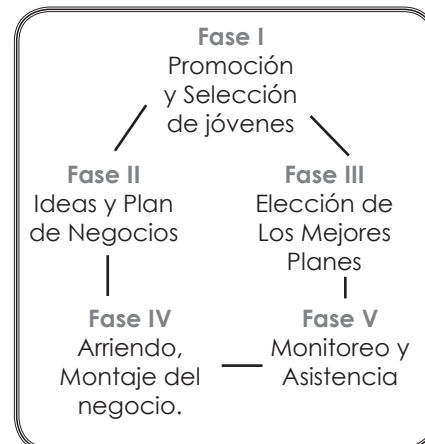 Fase I
Promoción
y Selección
de jóvenes
Fase II
Ideas y Plan
de Negocios
Fase III
Elección de
Los Mejores
Planes
Fase IV
Arriendo,
Montaje del
negocio.
Fase V
Monitoreo y
Asistencia